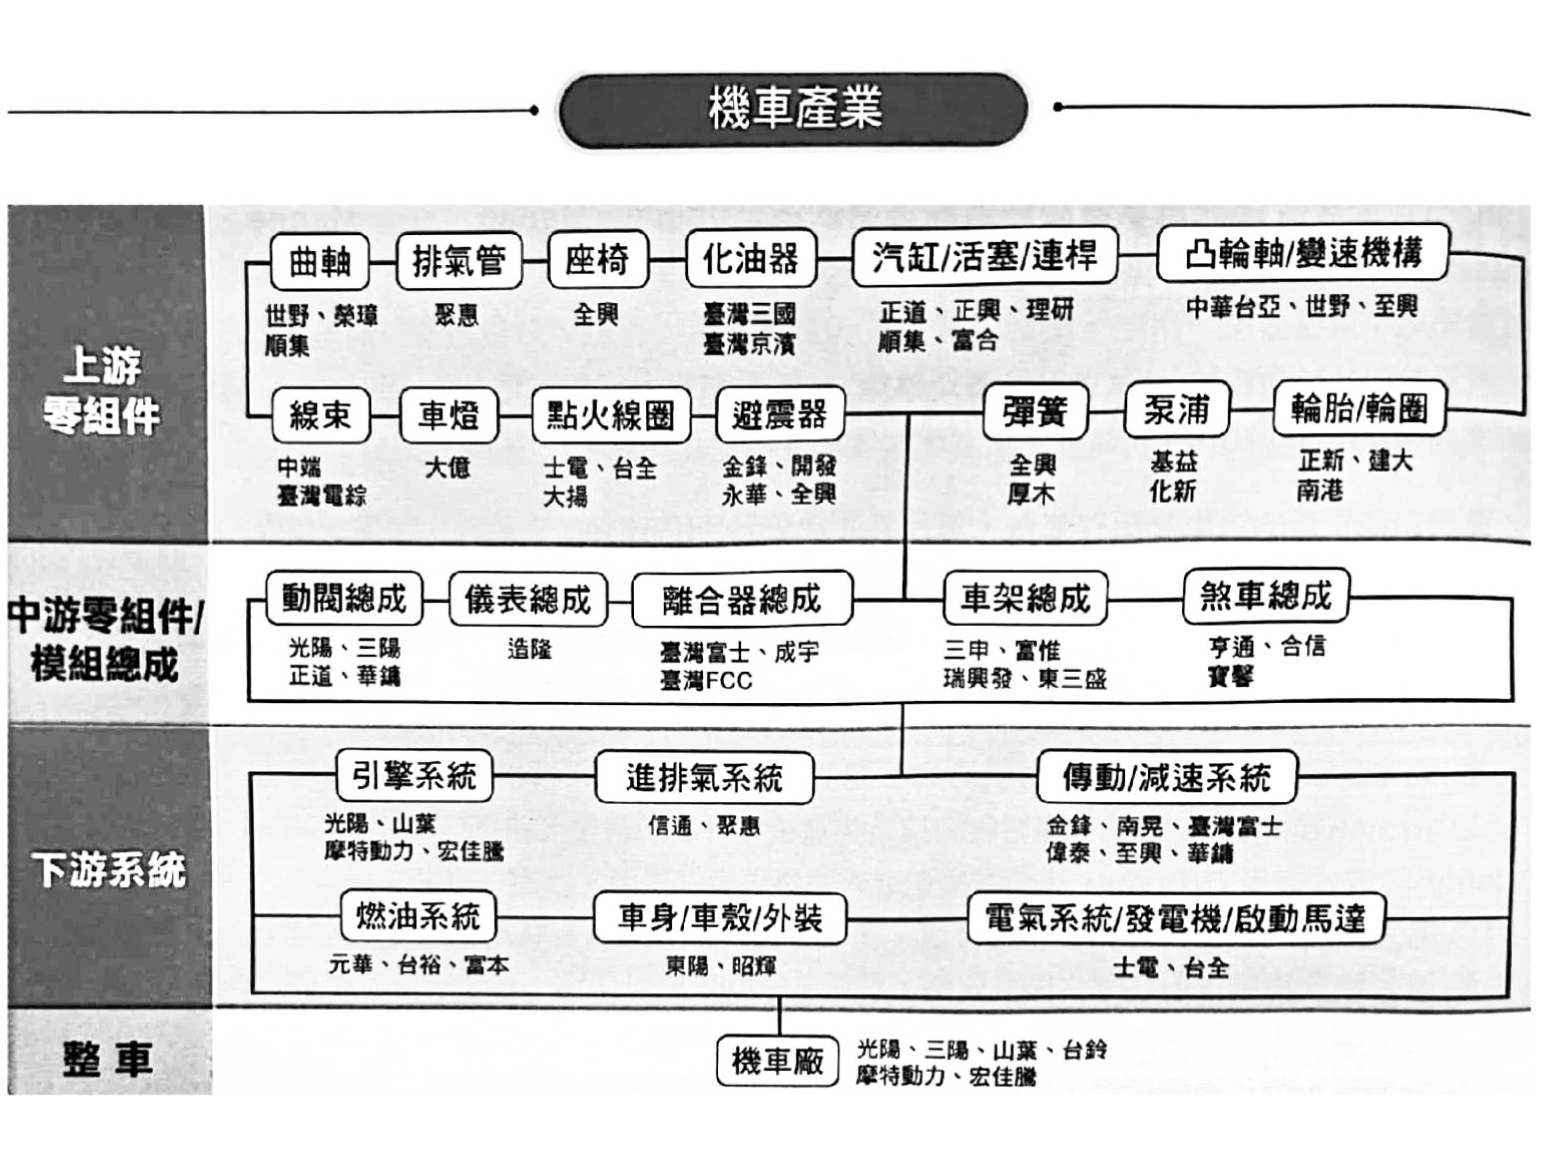 機車產業
上游
零組件
曲軸
世野、榮璋
順集
排氣管
聚惠
座椅
全興
化油器
臺灣三國
臺灣京濱
汽缸/活塞/連桿
正道、正興、理研
順集、富合
凸輪軸/變速機構
中華台亞、世野、至興
線束
中端
臺灣電綜
車燈
大億
點火線圈
士電、台全
大揚
避震器
金鋒、開發
永華、全興
彈簧
全興
厚木
泵浦
基益
化新
輪胎/輪圈
正新、建大
南港
中游零組件/
模組總成
動閥總成
光陽、三陽
正道、華鏞
儀表總成
造隆
離合器總成
臺灣富士、成宇
臺灣FCC
車架總成
三申、富惟
瑞興發、東三盛
煞車總成
亨通、合信
寶馨
下游系統
引擎系統
光陽、山葉
摩特動力、宏佳騰
進排氣系統
信通、聚惠
傳動/減速系統
金鋒、南晃、臺灣富士
偉泰、至興、華鏞
燃油系統
元華、台裕、富本
車身/車殼/外裝
東陽、昭輝
電氣系統/發電機/啟動馬達
士電、台全
整車
機車廠
光陽、三陽、山葉、台鈴
摩特動力、宏佳騰